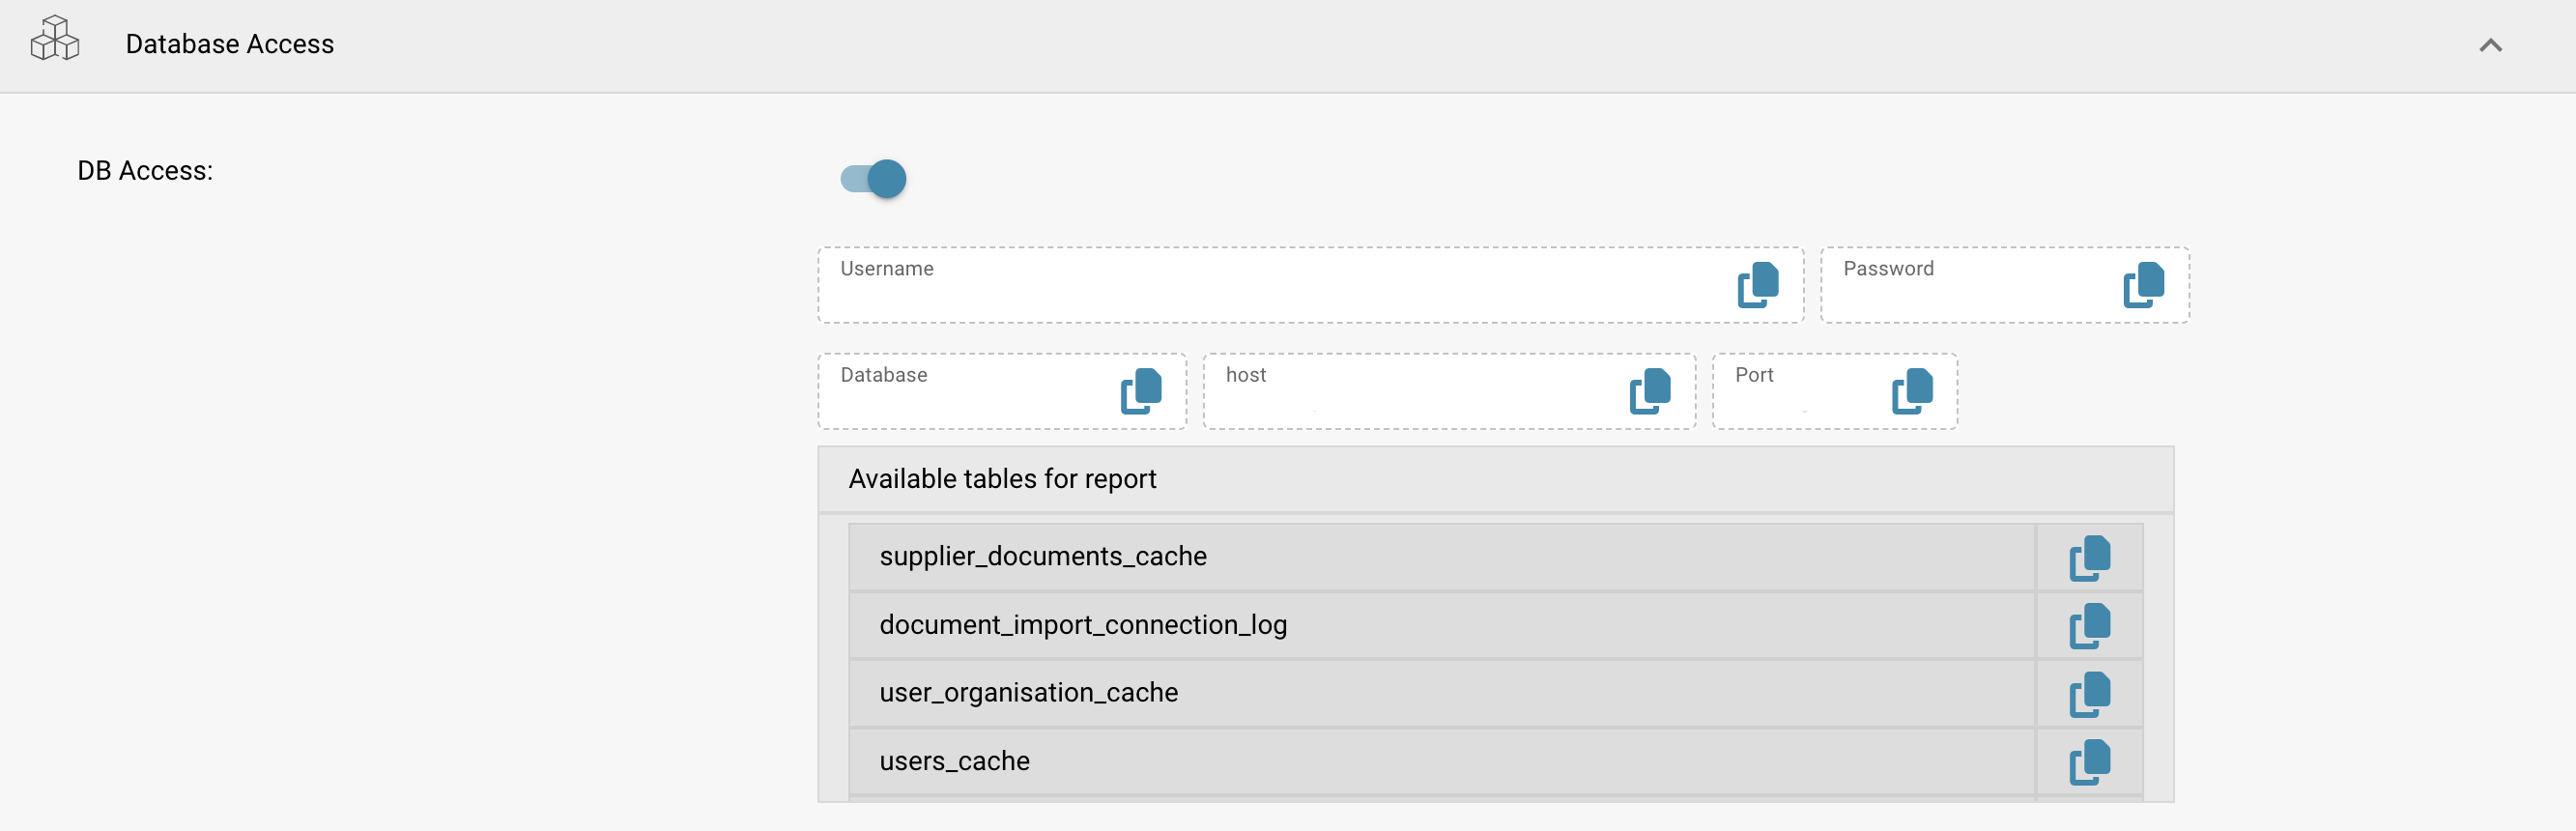 Database Access
DB Access:
Username
Password
Database
host
Port
Available tables for report
supplier_documents_cache
document_import_connection_log
user_organisation_cache
users_cache